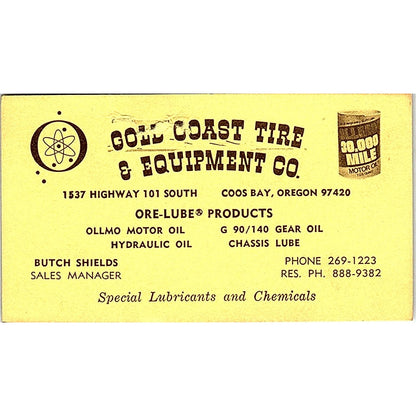 GOLD COAST TIRE
& EQUIPMENT CO.
30,000
MILE
MOTOR OIL
1537 HIGHWAY 101 SOUTH COOS BAY, OREGON 97420
ORE-LUBE® PRODUCTS
OLLMO MOTOR OIL G 90/140 GEAR OIL
HYDRAULIC OIL CHASSIS LUBE
BUTCH SHIELDS PHONE 269-1223
SALES MANAGER RES. PH. 888-9382
Special Lubricants and Chemicals